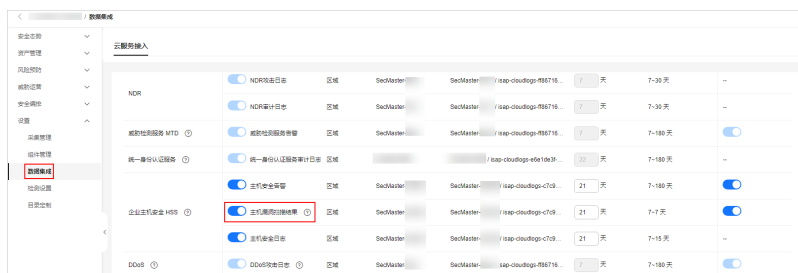 / 数据集成
安全态势
资产管理
风险预防
威胁运营
安全编排
设置
采集管理
组件管理
数据集成
检测设置
目录定制
云服务接入
NDR
NDR攻击日志 区域 SecMaster- SecMaster- / isap-cloudlogs-ff86716... 7 天 7~30 天 --
NDR审计日志 区域 SecMaster- SecMaster- / isap-cloudlogs-ff86716... 7 天 7~30 天 --
威胁检测服务 MTD 威胁检测服务告警 区域 SecMaster- SecMaster- / isap-cloudlogs-ff86716... 7 天 7~180 天
统一身份认证服务 统一身份认证服务审计日志 区域 / isap-cloudlogs-e6e1de3f-... 22 天 7~180 天 --
企业主机安全 HSS
主机安全告警 区域 SecMaster SecMaster- / isap-cloudlogs-c7c9... 21 天 7~180 天
主机漏洞扫描结果 区域 SecMaster SecMaster- / isap-cloudlogs-c7c9... 21 天 7~7 天
主机安全日志 区域 SecMaster SecMaster- / isap-cloudlogs-c7c9... 21 天 7~15 天 --
DDoS DDoS攻击日志 区域 SecMaster- SecMaster- isap-cloudlogs-ff86716... 7 天 7~180 天